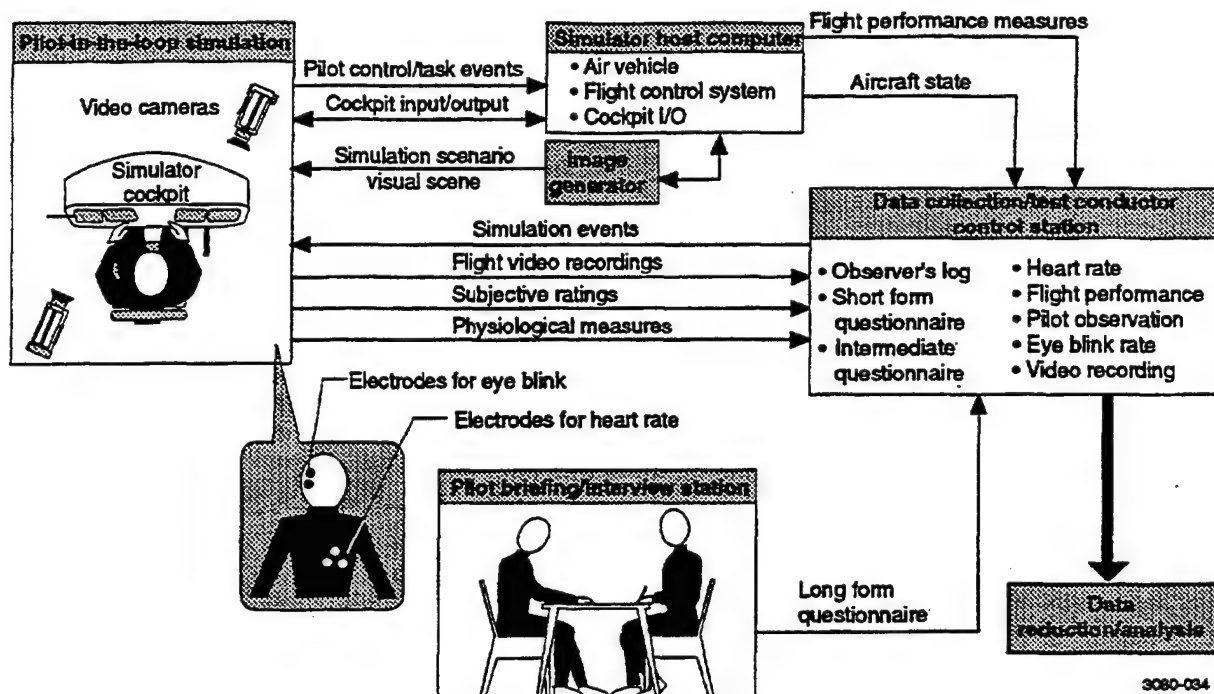 Pilot-in-the-loop simulation
Video cameras
Simulator
cockpit
Pilot control/task events
Cockpit input/output
Simulation scenario
visual scene
Simulator host computer
• Air vehicle
• Flight control system
• Cockpit I/O
Image
generator
Flight performance measures
Aircraft state
Simulation events
Flight video recordings
Subjective ratings
Physiological measures
Data collection/test conductor
control station
• Observer's log
• Short form
questionnaire
• Intermediate
questionnaire
• Heart rate
• Flight performance
• Pilot observation
• Eye blink rate
• Video recording
Electrodes for eye blink
Electrodes for heart rate
Pilot briefing/interview station
Long form
questionnaire
Data
reduction/analysis
3080-034